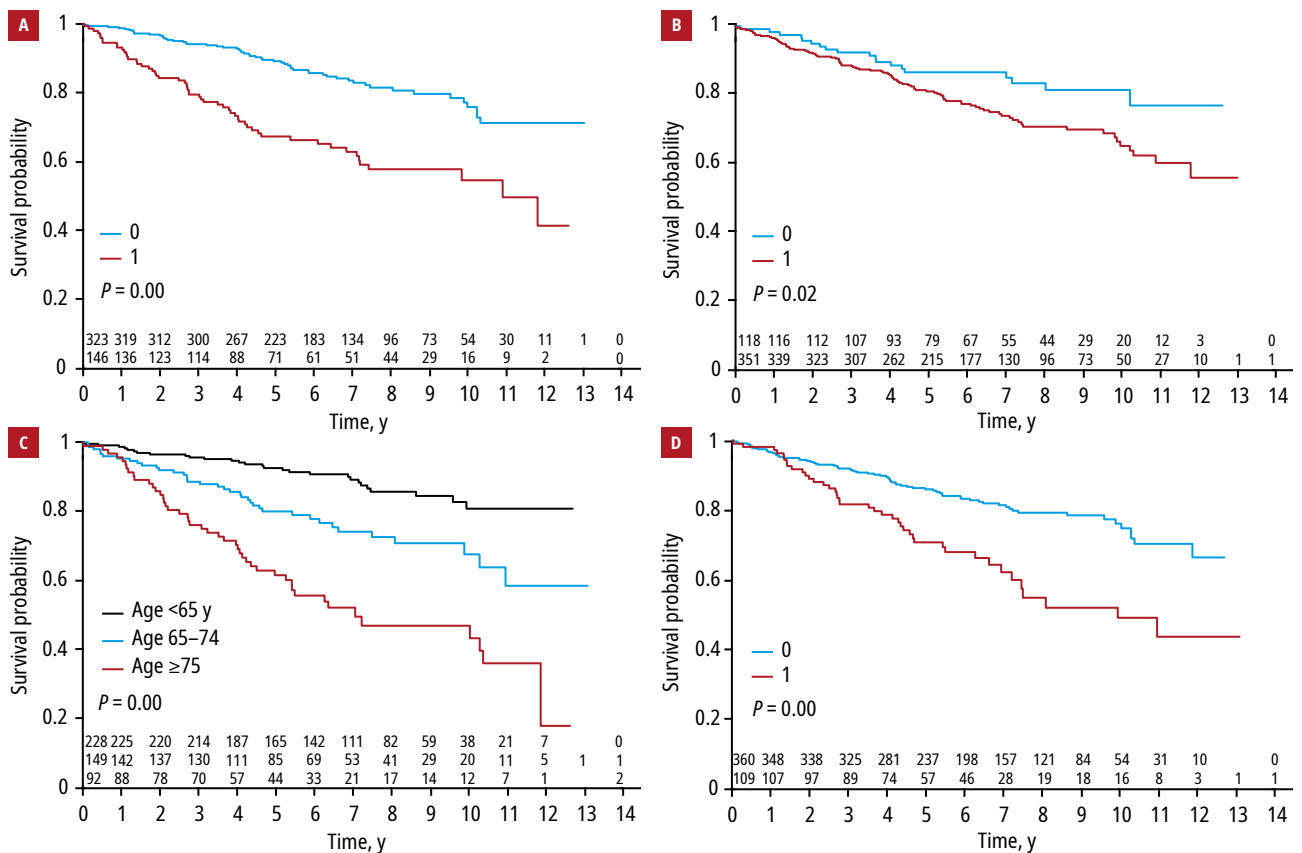 A
1
0.8
0.6
0.4
0.2
0
Survival probability
0
1
P = 0.00
323 319 312 300 267 223 183 134 96 73 54 30 11 1 0
146 136 123 114 88 71 61 51 44 29 16 9 2 0
0 1 2 3 4 5 6 7 8 9 10 11 12 13 14
Time, y
B
1
0.8
0.6
0.4
0.2
0
Survival probability
0
1
P = 0.02
118 116 112 107 93 79 67 55 44 29 20 12 3 0
351 339 323 307 262 215 177 130 96 73 50 27 10 1 1
0 1 2 3 4 5 6 7 8 9 10 11 12 13 14
Time, y
C
1
0.8
0.6
0.4
0.2
0
Survival probability
Age <65 y
Age 65–74
Age ≥75
P = 0.00
228 225 220 214 187 165 142 111 82 59 38 21 7 0
149 142 137 130 111 85 69 53 41 29 20 11 5 1 1
92 88 78 70 57 44 33 21 17 14 12 7 1 2
0 1 2 3 4 5 6 7 8 9 10 11 12 13 14
Time, y
D
1
0.8
0.6
0.4
0.2
0
Survival probability
0
1
P = 0.00
360 348 338 325 281 237 198 157 121 84 54 31 10 0
109 107 97 89 74 57 46 28 19 18 16 8 3 1 1
0 1 2 3 4 5 6 7 8 9 10 11 12 13 14
Time, y